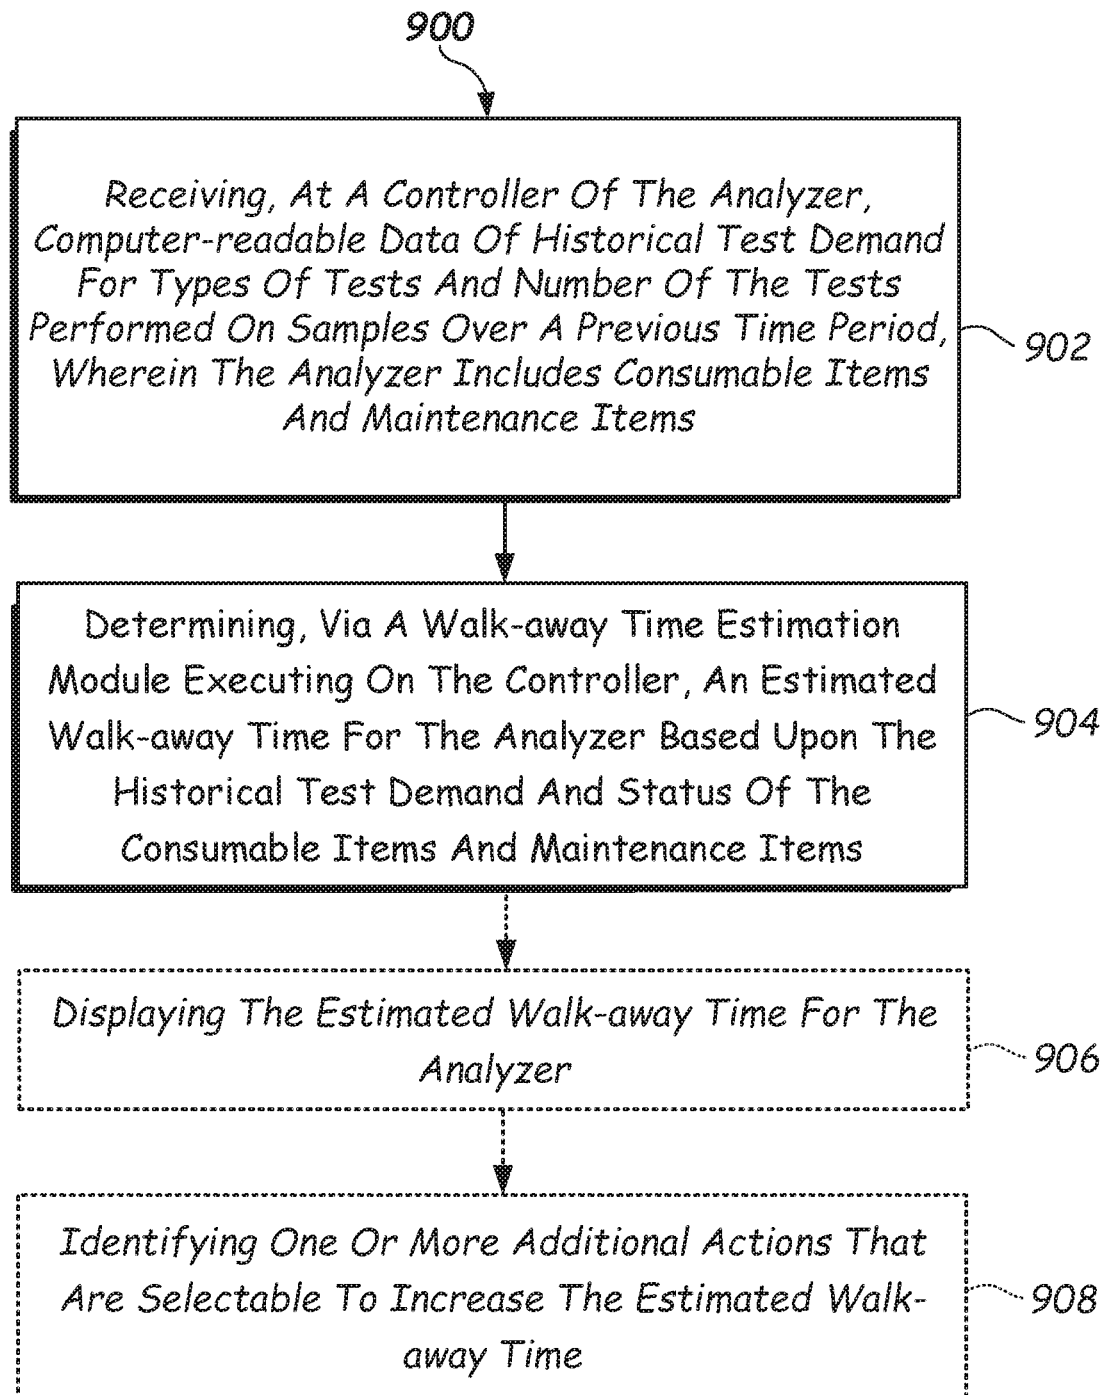 900
Receiving, At A Controller Of The Analyzer,
Computer-readable Data Of Historical Test Demand
For Types Of Tests And Number Of The Tests
Performed On Samples Over A Previous Time Period,
Wherein The Analyzer Includes Consumable Items
And Maintenance Items
902
Determining, Via A Walk-away Time Estimation
Module Executing On The Controller, An Estimated
Walk-away Time For The Analyzer Based Upon The
Historical Test Demand And Status Of The
Consumable Items And Maintenance Items
904
Displaying The Estimated Walk-away Time For The
Analyzer
906
Identifying One Or More Additional Actions That
Are Selectable To Increase The Estimated Walk-
away Time
908